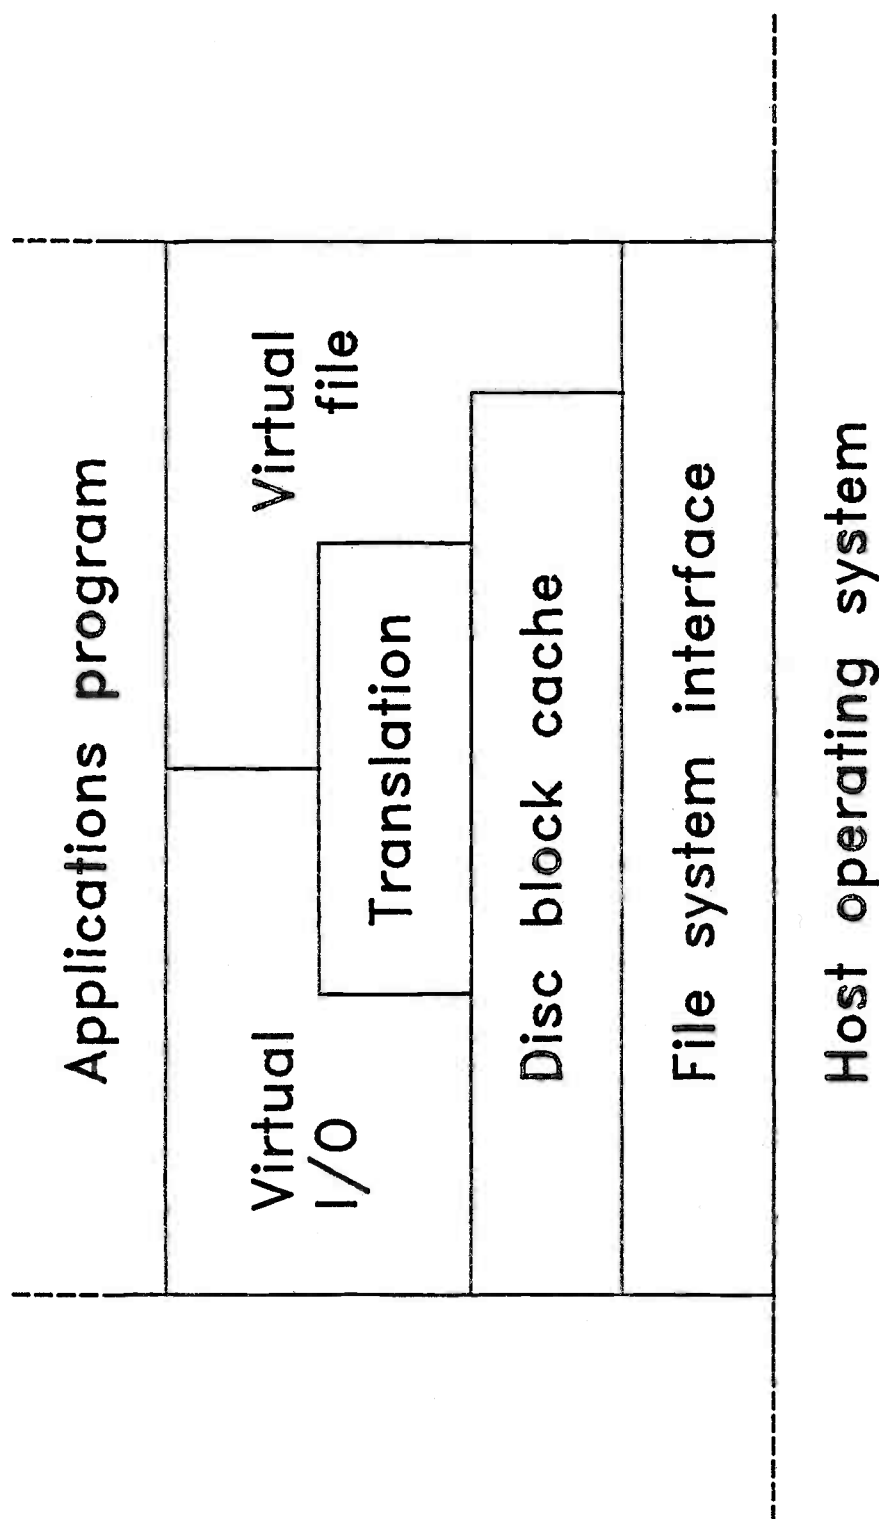 Applications program
Virtual
I/O
Virtual
file
Translation
Disc block cache
File system interface
Host operating system